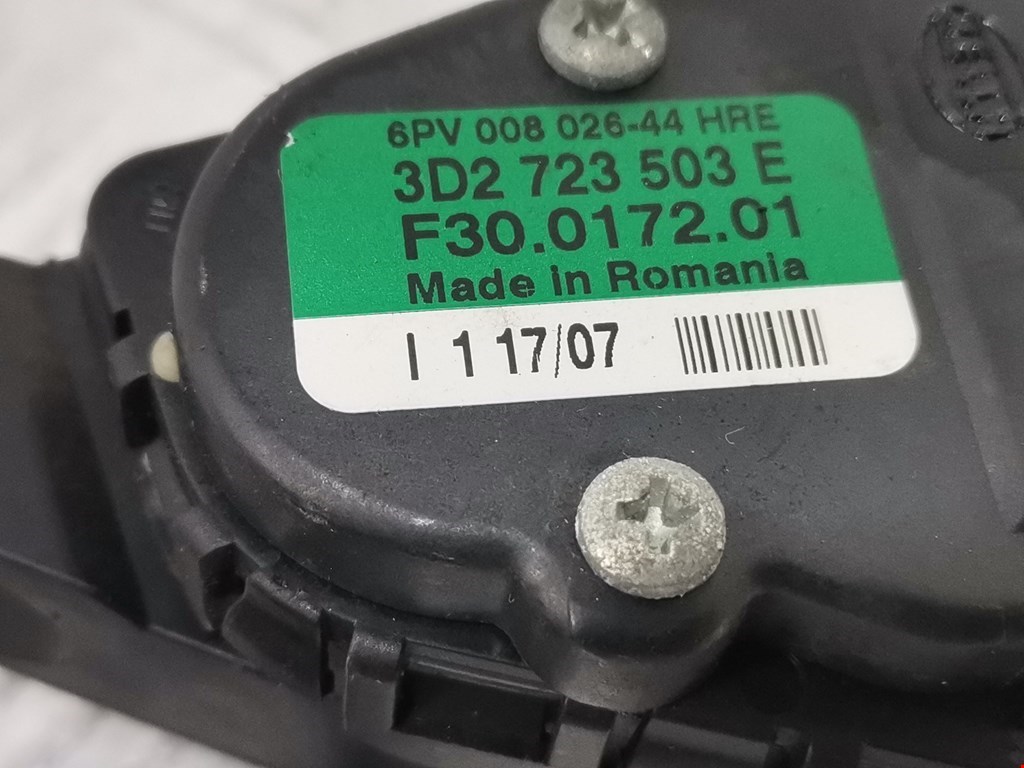 6PV 008 026-44 HRE
3D2 723 503 E
F30.0172.01
Made in Romania
I 1 17/07